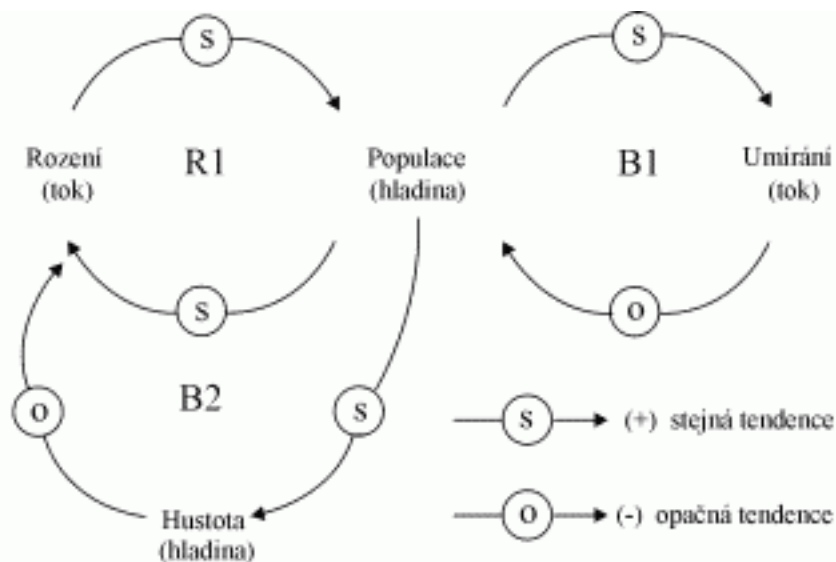 s
s
Rození
(tok)
R1
Populace
(hladina)
B1
Umírání
(tok)
s
o
B2
o
s
s
(+) stejná tendence
Hustota
(hladina)
o
(-) opačná tendence